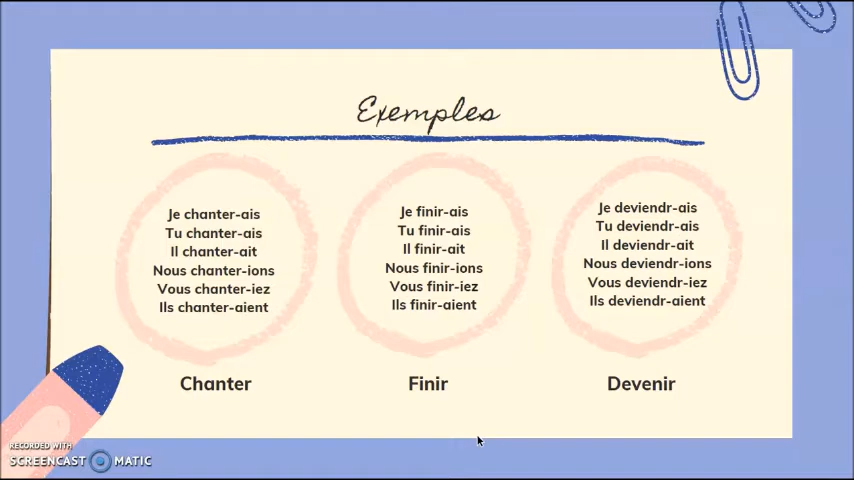 Exemples
Je chanter-ais
Tu chanter-ais
Il chanter-ait
Nous chanter-ions
Vous chanter-iez
Ils chanter-aient
Chanter
Je finir-ais
Tu finir-ais
Il finir-ait
Nous finir-ions
Vous finir-iez
Ils finir-aient
Finir
Je deviendr-ais
Tu deviendr-ais
Il deviendr-ait
Nous deviendr-ions
Vous deviendr-iez
Ils deviendr-aient
Devenir
RECORDED WITH
SCREENCAST MATIC